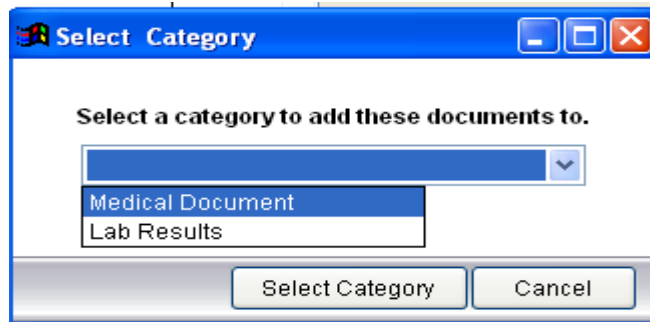 Select Category
Select a category to add these documents to.
Medical Document
Lab Results
Select Category
Cancel